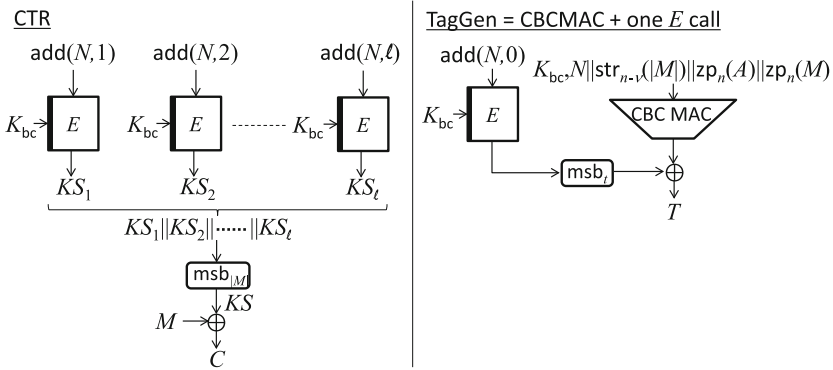 CTR
add(N,1) add(N,2) add(N,ℓ)
K_bc E K_bc E K_bc E
KS_1 KS_2 KS_ℓ
KS_1||KS_2||······||KS_ℓ
msb_|M|
KS
M
C
TagGen = CBCMAC + one E call
add(N,0)
K_bc,N||str_{n-v}(|M|)||zp_n(A)||zp_n(M)
K_bc E
CBC MAC
msb_t
T